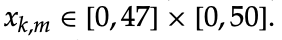 x_{k,m} ∈ [0, 47] × [0, 50].